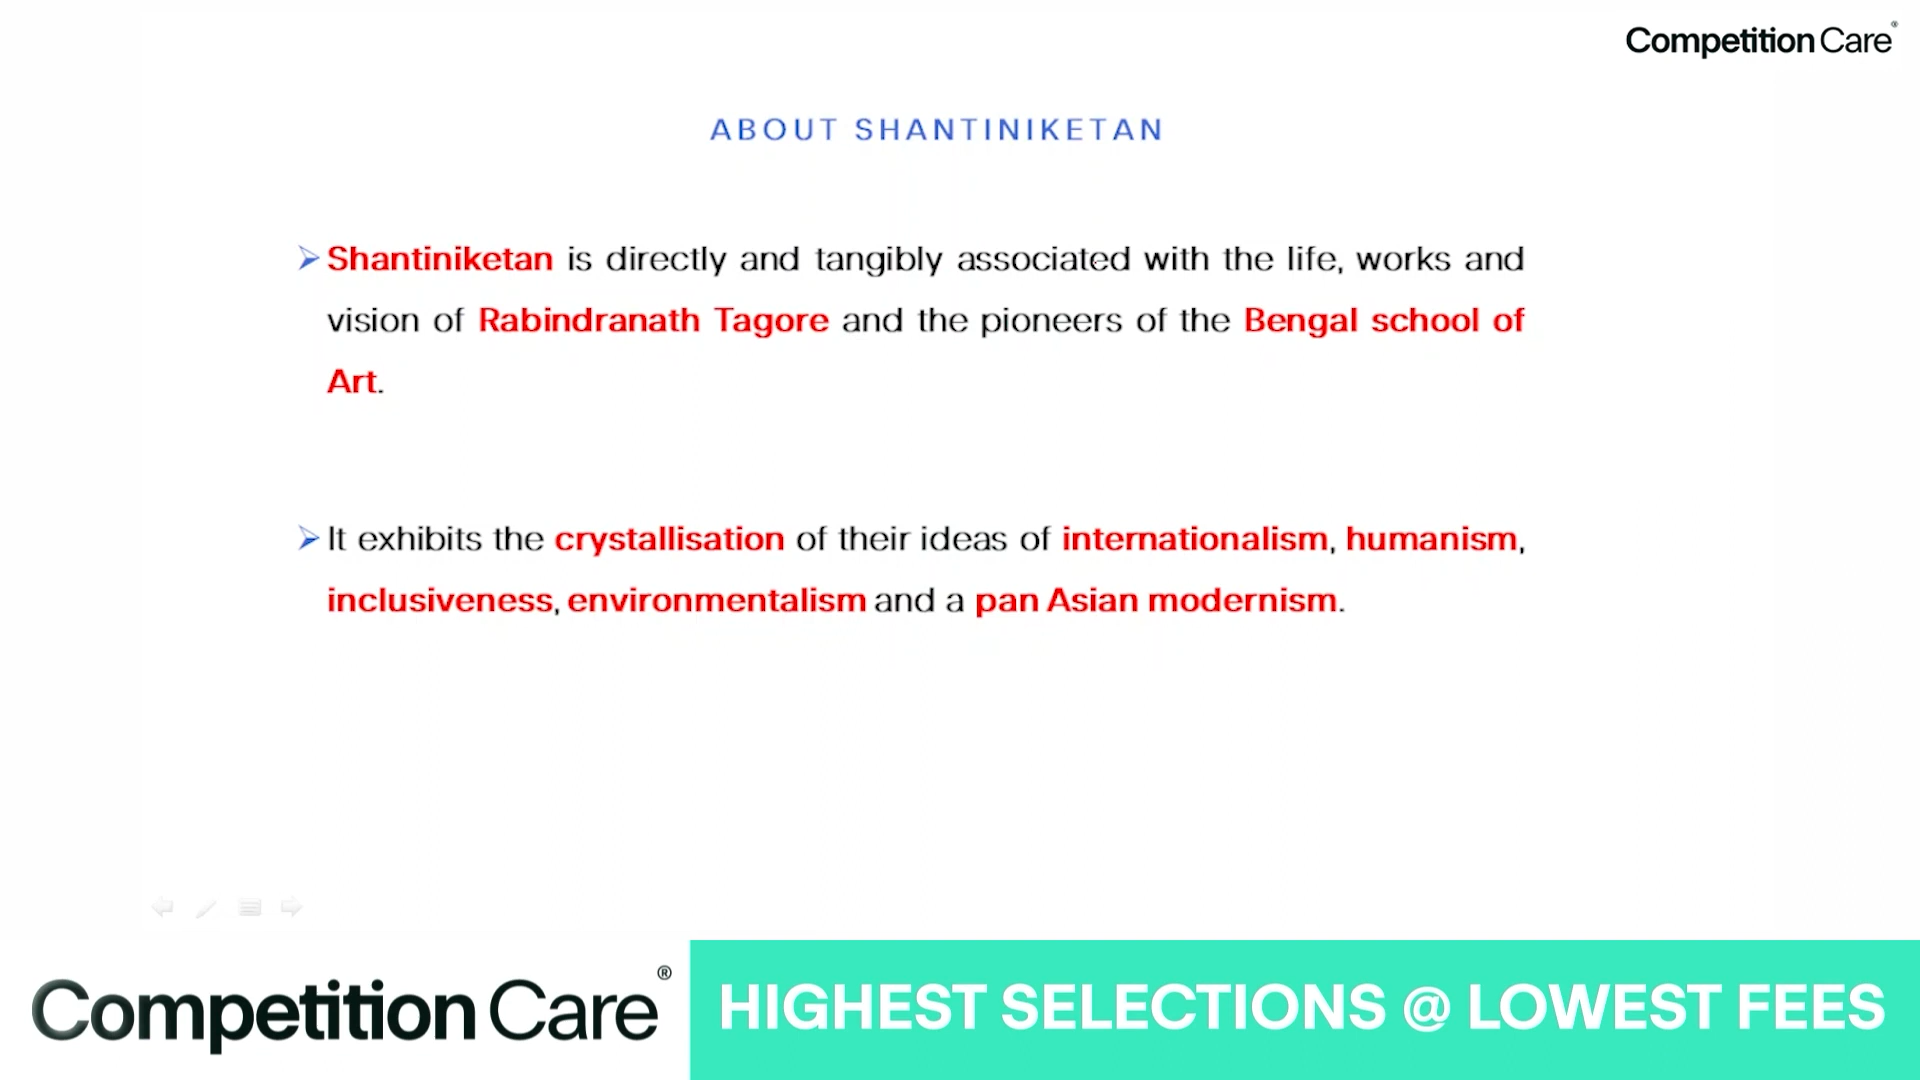 Competition Care®
ABOUT SHANTINIKETAN
➢ Shantiniketan is directly and tangibly associated with the life, works and
vision of Rabindranath Tagore and the pioneers of the Bengal school of
Art.
➢ It exhibits the crystallisation of their ideas of internationalism, humanism,
inclusiveness, environmentalism and a pan Asian modernism.
Competition Care®
HIGHEST SELECTIONS @ LOWEST FEES